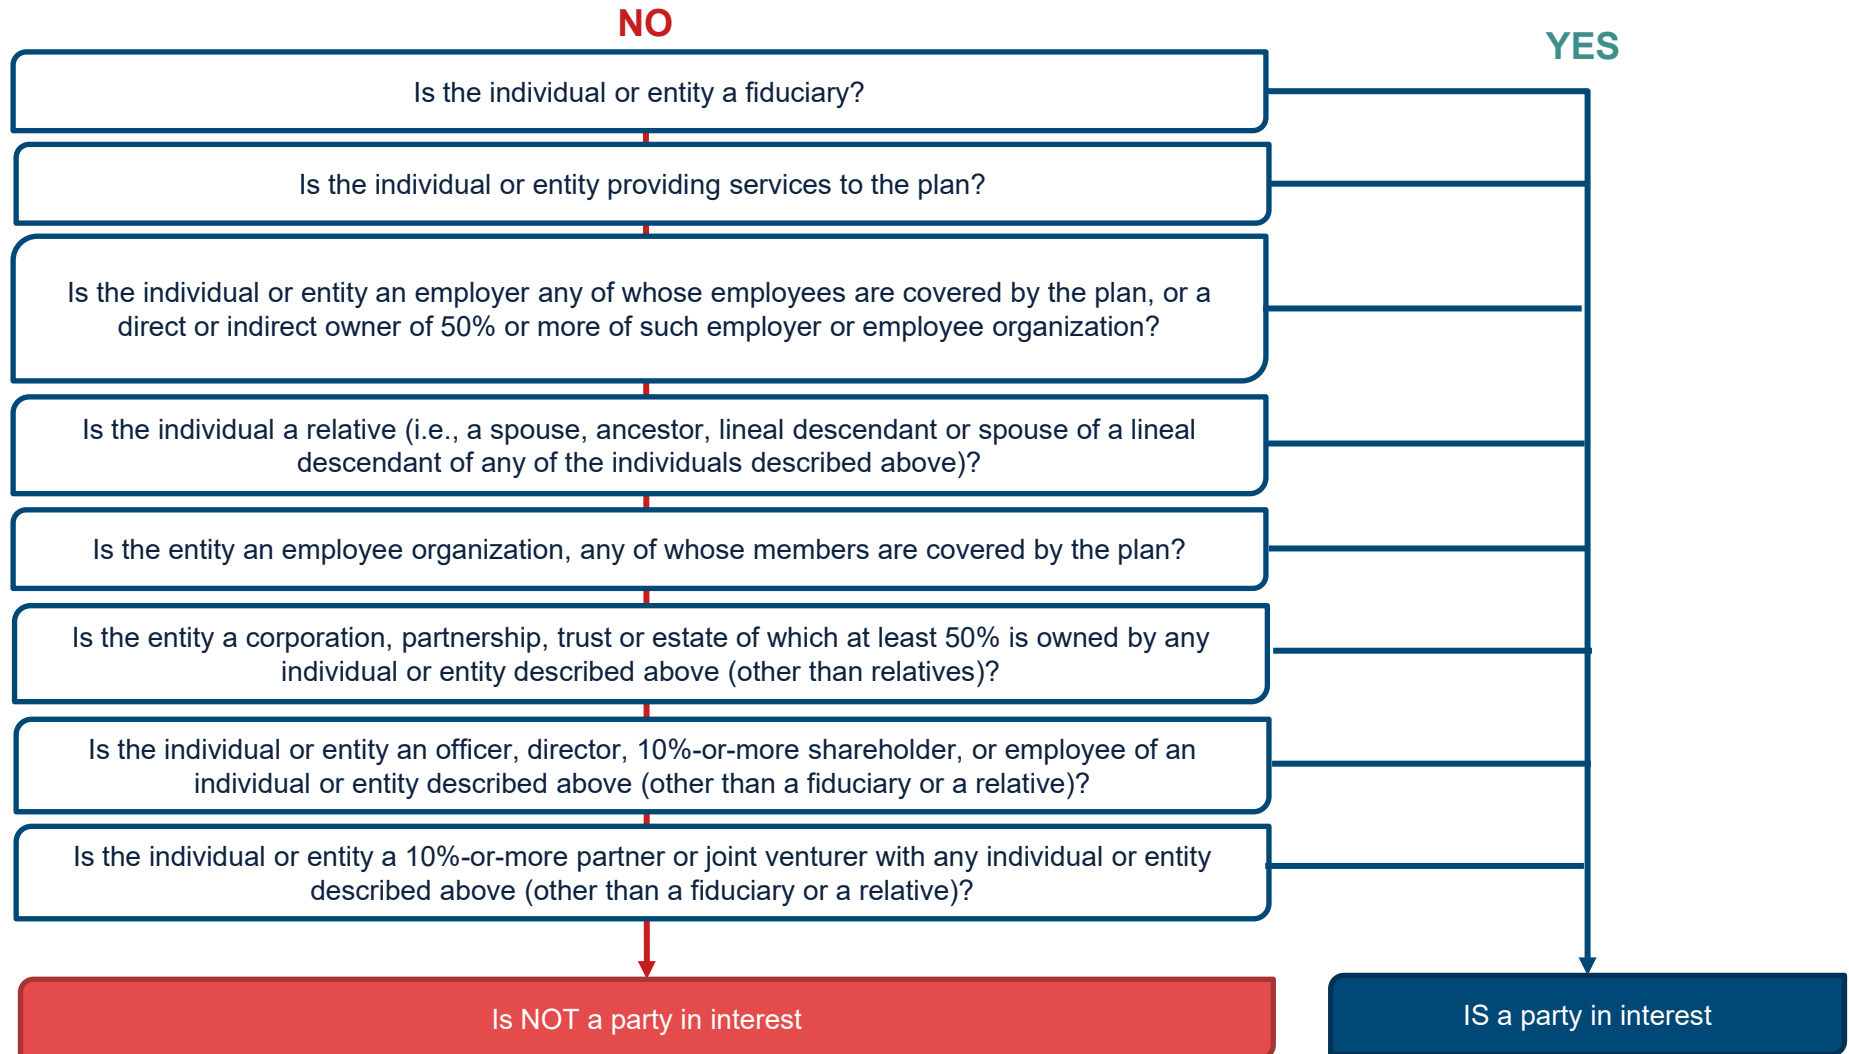 NO
YES
Is the individual or entity a fiduciary?
Is the individual or entity providing services to the plan?
Is the individual or entity an employer any of whose employees are covered by the plan, or a
direct or indirect owner of 50% or more of such employer or employee organization?
Is the individual a relative (i.e., a spouse, ancestor, lineal descendant or spouse of a lineal
descendant of any of the individuals described above)?
Is the entity an employee organization, any of whose members are covered by the plan?
Is the entity a corporation, partnership, trust or estate of which at least 50% is owned by any
individual or entity described above (other than relatives)?
Is the individual or entity an officer, director, 10%-or-more shareholder, or employee of an
individual or entity described above (other than a fiduciary or a relative)?
Is the individual or entity a 10%-or-more partner or joint venturer with any individual or entity
described above (other than a fiduciary or a relative)?
Is NOT a party in interest
IS a party in interest